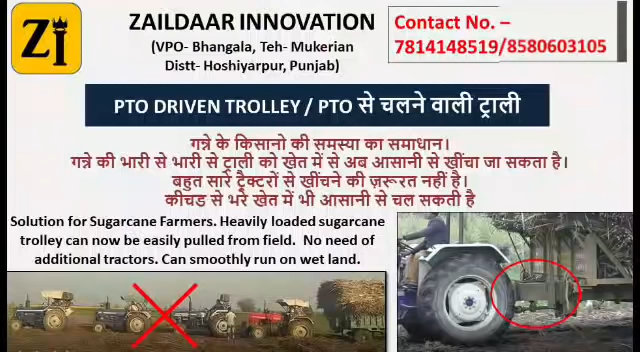 Zi
ZAILDAAR INNOVATION
(VPO- Bhangala, Teh- Mukerian
Distt- Hoshiyarpur, Punjab)
Contact No. –
7814148519/8580603105
PTO DRIVEN TROLLEY / PTO से चलने वाली ट्राली
गन्ने के किसानो की समस्या का समाधान।
गन्ने की भारी से भारी से ट्राली को खेत में से अब आसानी से खींचा जा सकता है।
बहुत सारे ट्रैक्टरों से खींचने की ज़रूरत नहीं है।
कीचड से भरे खेत में भी आसानी से चल सकती है
Solution for Sugarcane Farmers. Heavily loaded sugarcane
trolley can now be easily pulled from field. No need of
additional tractors. Can smoothly run on wet land.